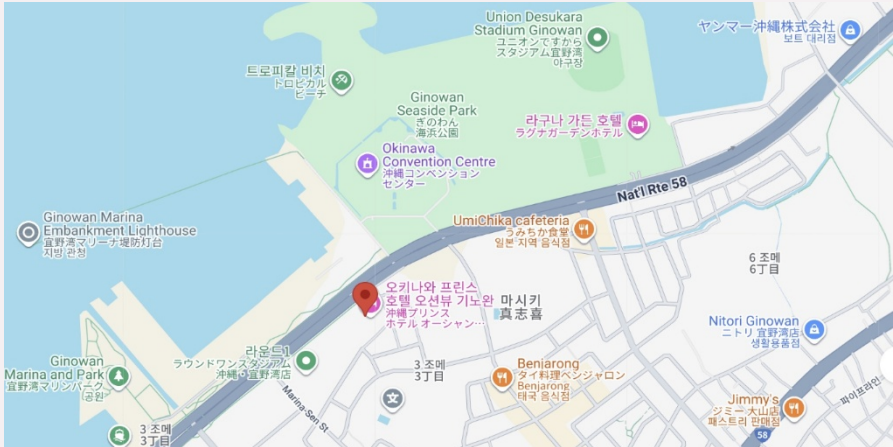 Union Desukara
Stadium Ginowan
ユニオンですから
スタジアム宜野湾
야구장
ヤンマー沖縄株式会社
보트 대리점
트로피칼 비치
トロピカル
ビーチ
Ginowan
Seaside Park
ぎのわん
海浜公園
라구나 가든 호텔
ラグナガーデンホテル
Okinawa
Convention Centre
沖縄コンベンション
センター
Nat'l Rte 58
Ginowan Marina
Embankment Lighthouse
宜野湾マリーナ堤防灯台
지방 관청
UmiChika cafeteria
うみちか食堂
일본 지역 음식점
6 조메
6丁目
오키나와 프린스
호텔 오션뷰 기노완
沖縄プリンス
ホテル オーシャン…
마시키
真志喜
Nitori Ginowan
ニトリ 宜野湾店
생활용품점
라운드1
ラウンドワンスタジアム
沖縄・宜野湾店
Ginowan
Marina and Park
宜野湾マリンパーク
공원
3 조메
3丁目
Marina-Sen St
Benjarong
タイ料理ベンジャロン
Benjarong
태국 음식점
Jimmy's
ジミー 大山店
패스트리 판매점
パイプライン
58
3 조메
3丁目